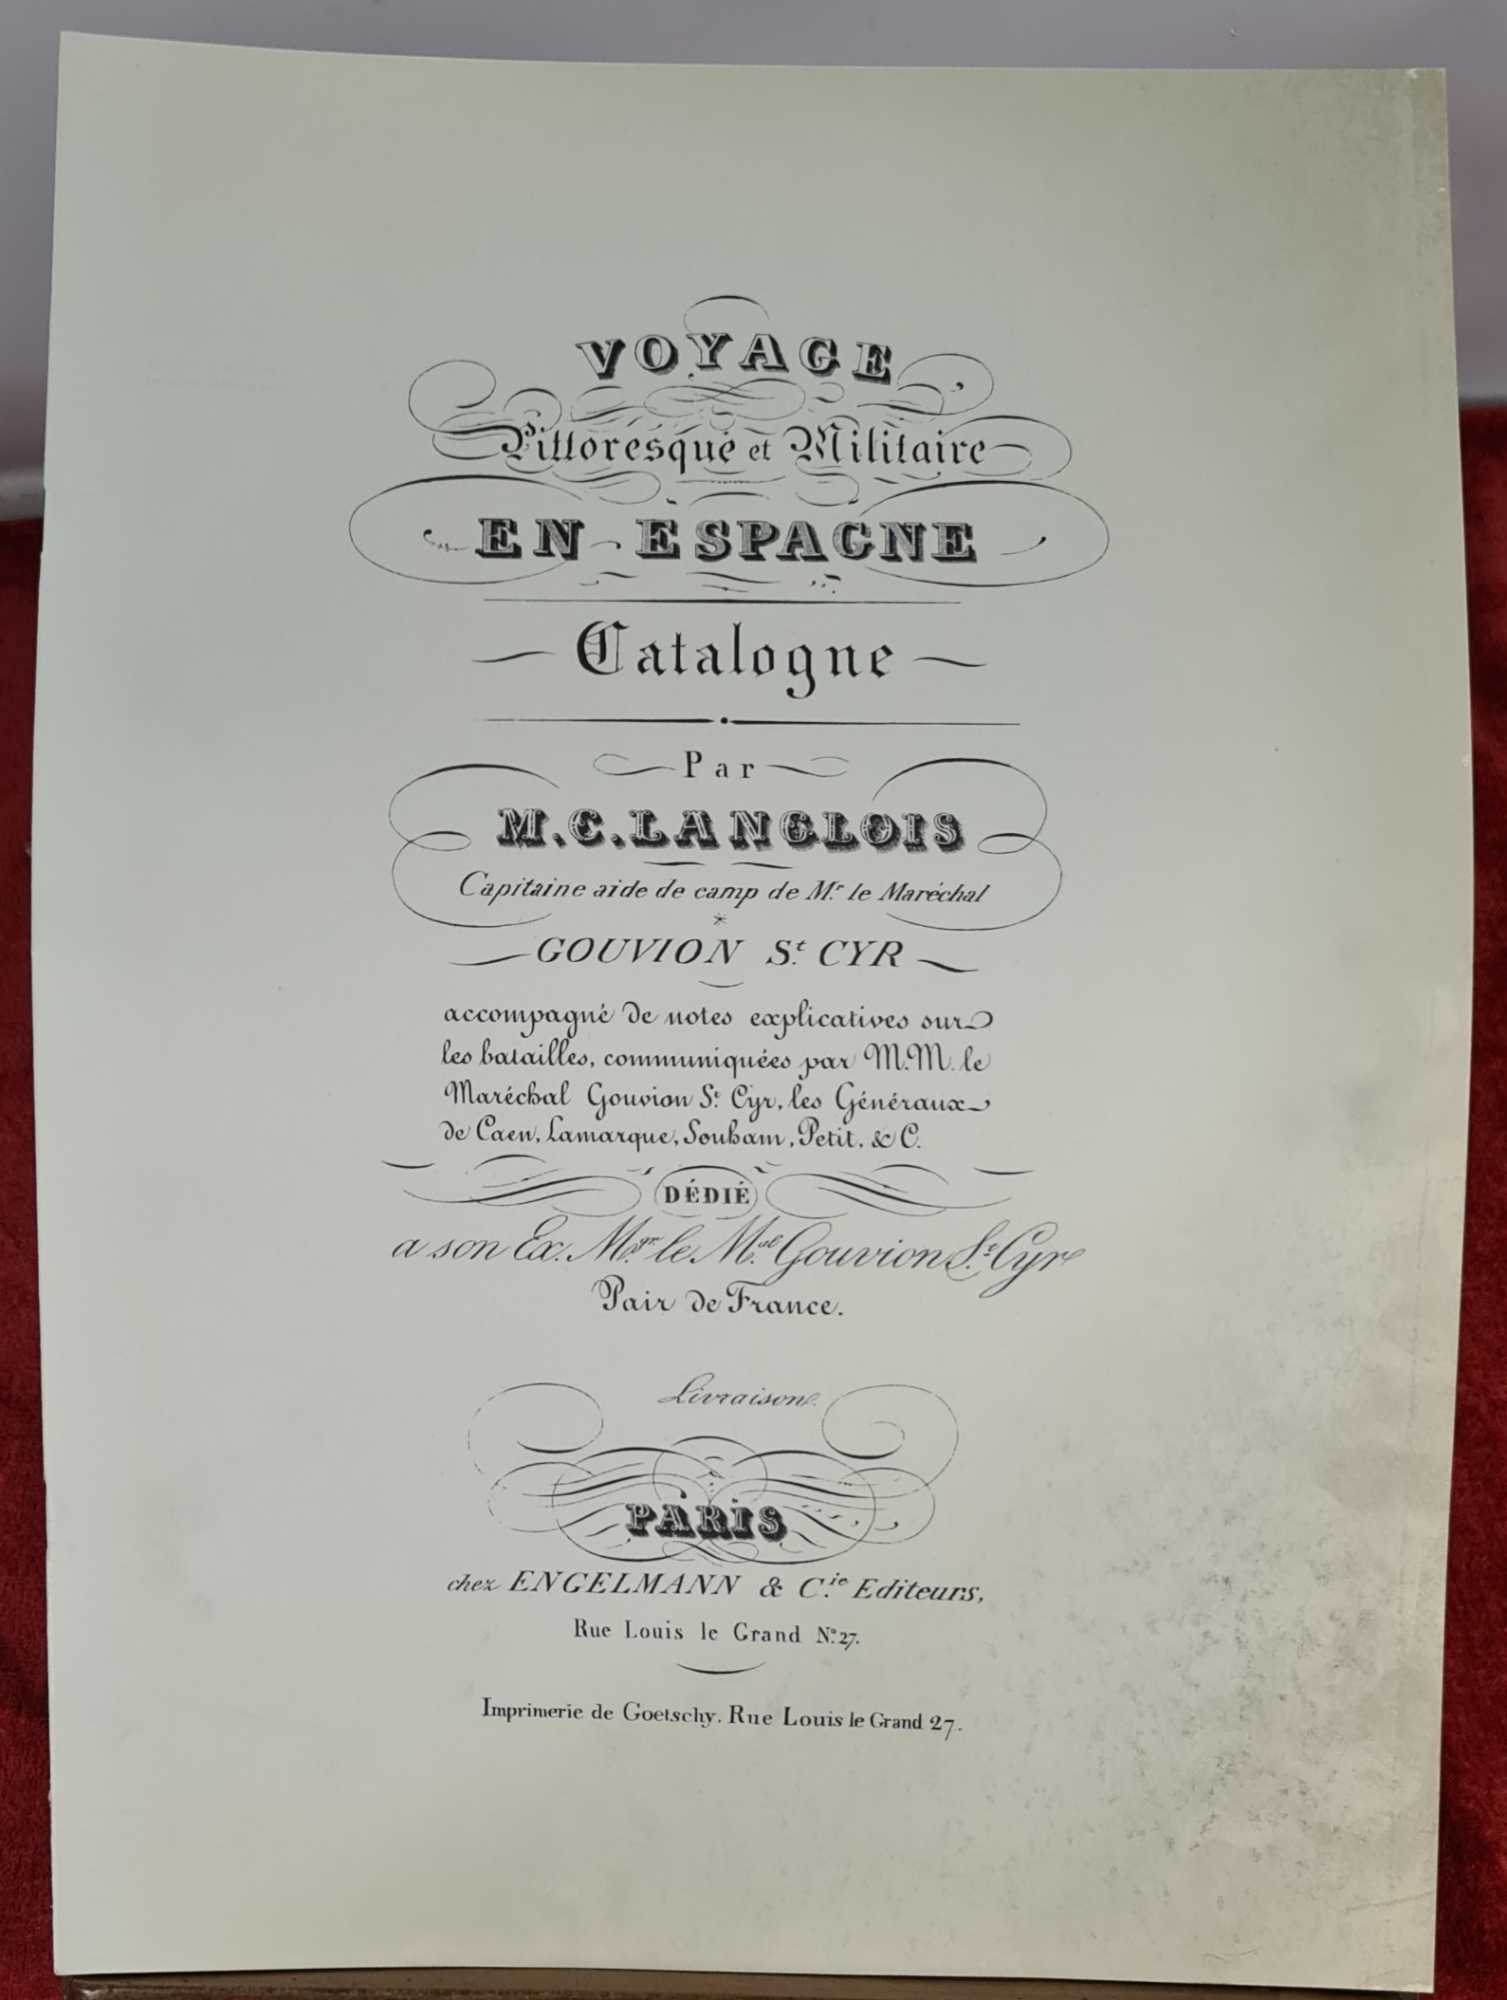 VOYAGE
Pittoresque et Militaire
EN ESPAGNE
Catalogne
Par
M.C. LANGLOIS
Capitaine aide de camp de Mr. le Maréchal
GOUVION St. CYR
accompagné de notes explicatives sur
les batailles, communiquées par M.M. le
Maréchal Gouvion St. Cyr, les Généraux
de Caen, Lamarque, Souham, Petit, & C.
DÉDIÉ
a son Ex. Mgr. le Mal. Gouvion St. Cyr
Pair de France.
Livraison.
PARIS
chez ENGELMANN & Cie. Editeurs,
Rue Louis le Grand No. 27.
Imprimerie de Goetschy. Rue Louis le Grand 27.